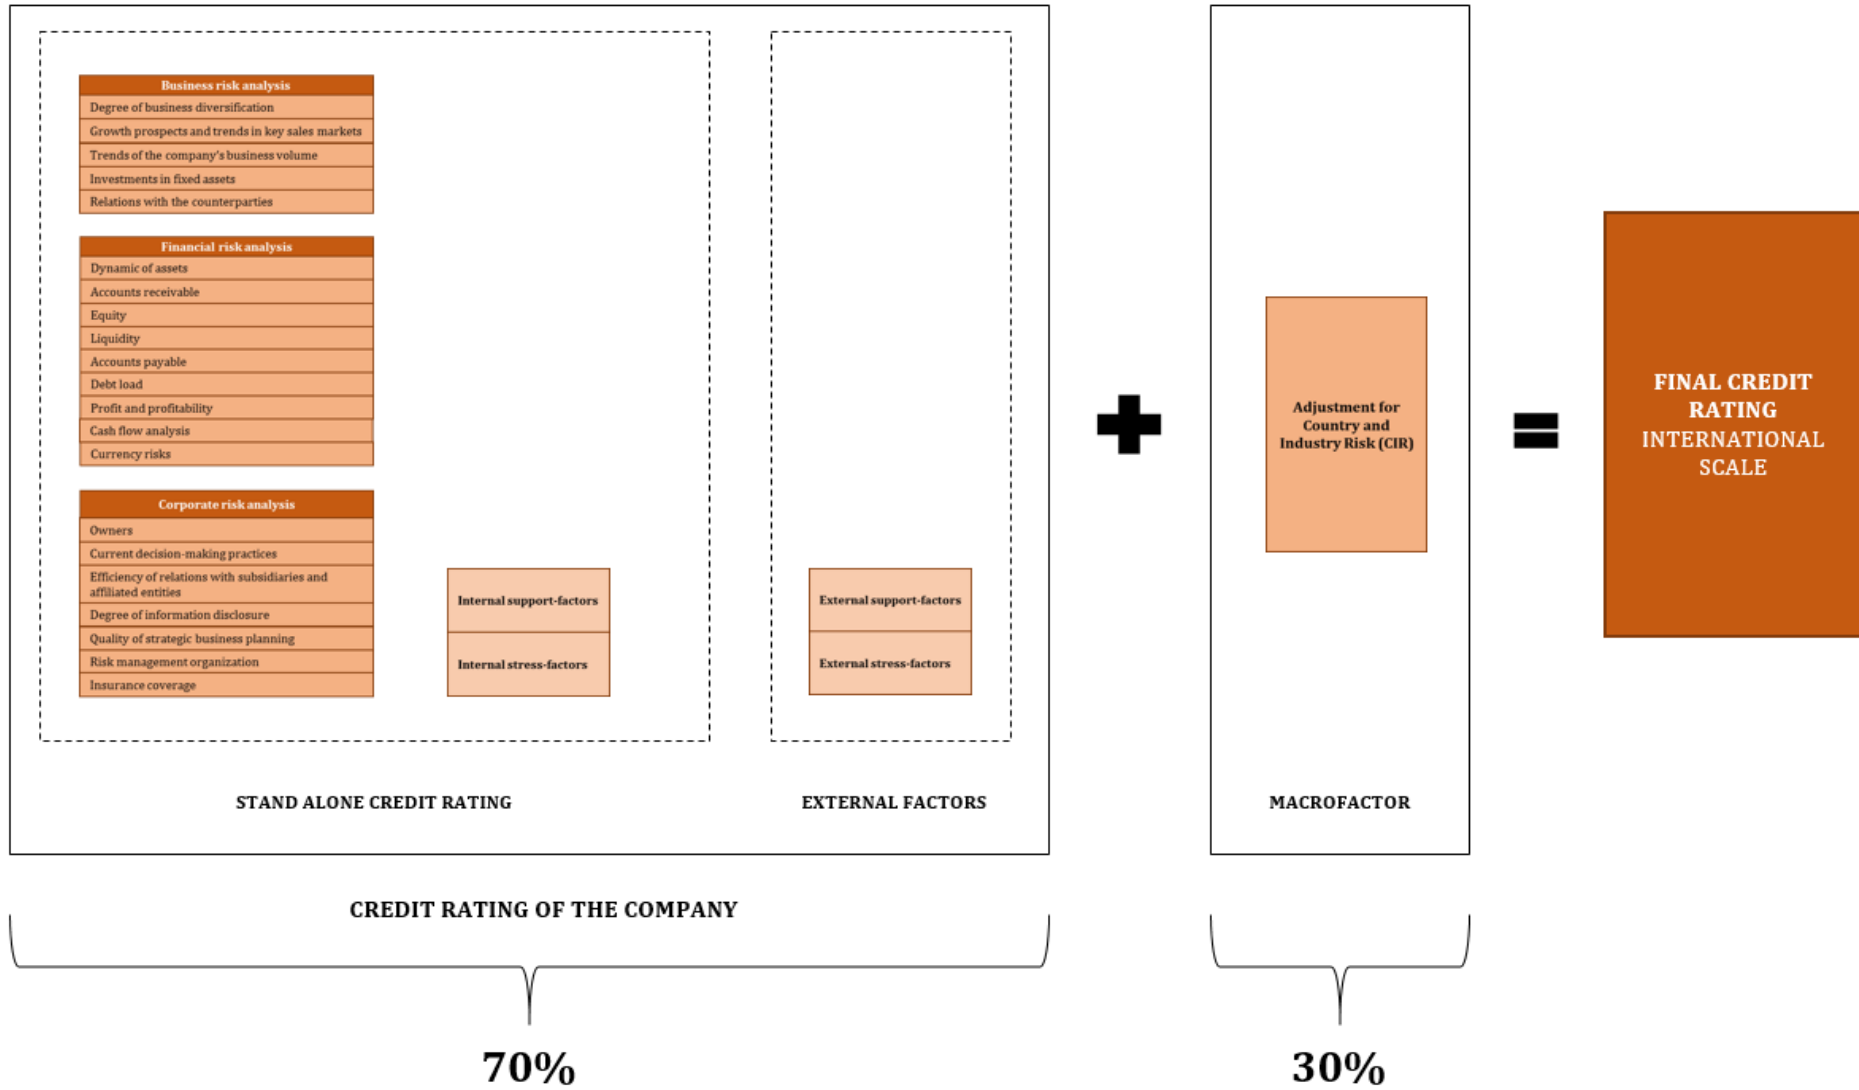 Business risk analysis
Degree of business diversification
Growth prospects and trends in key sales markets
Trends of the company's business volume
Investments in fixed assets
Relations with the counterparties
Financial risk analysis
Dynamic of assets
Accounts receivable
Equity
Liquidity
Accounts payable
Debt load
Profit and profitability
Cash flow analysis
Currency risks
Corporate risk analysis
Owners
Current decision-making practices
Efficiency of relations with subsidiaries and
affiliated entities
Degree of information disclosure
Quality of strategic business planning
Risk management organization
Insurance coverage
Internal support-factors
Internal stress-factors
External support-factors
External stress-factors
STAND ALONE CREDIT RATING
EXTERNAL FACTORS
CREDIT RATING OF THE COMPANY
70%
+
Adjustment for
Country and
Industry Risk (CIR)
MACROFACTOR
30%
=
FINAL CREDIT
RATING
INTERNATIONAL
SCALE